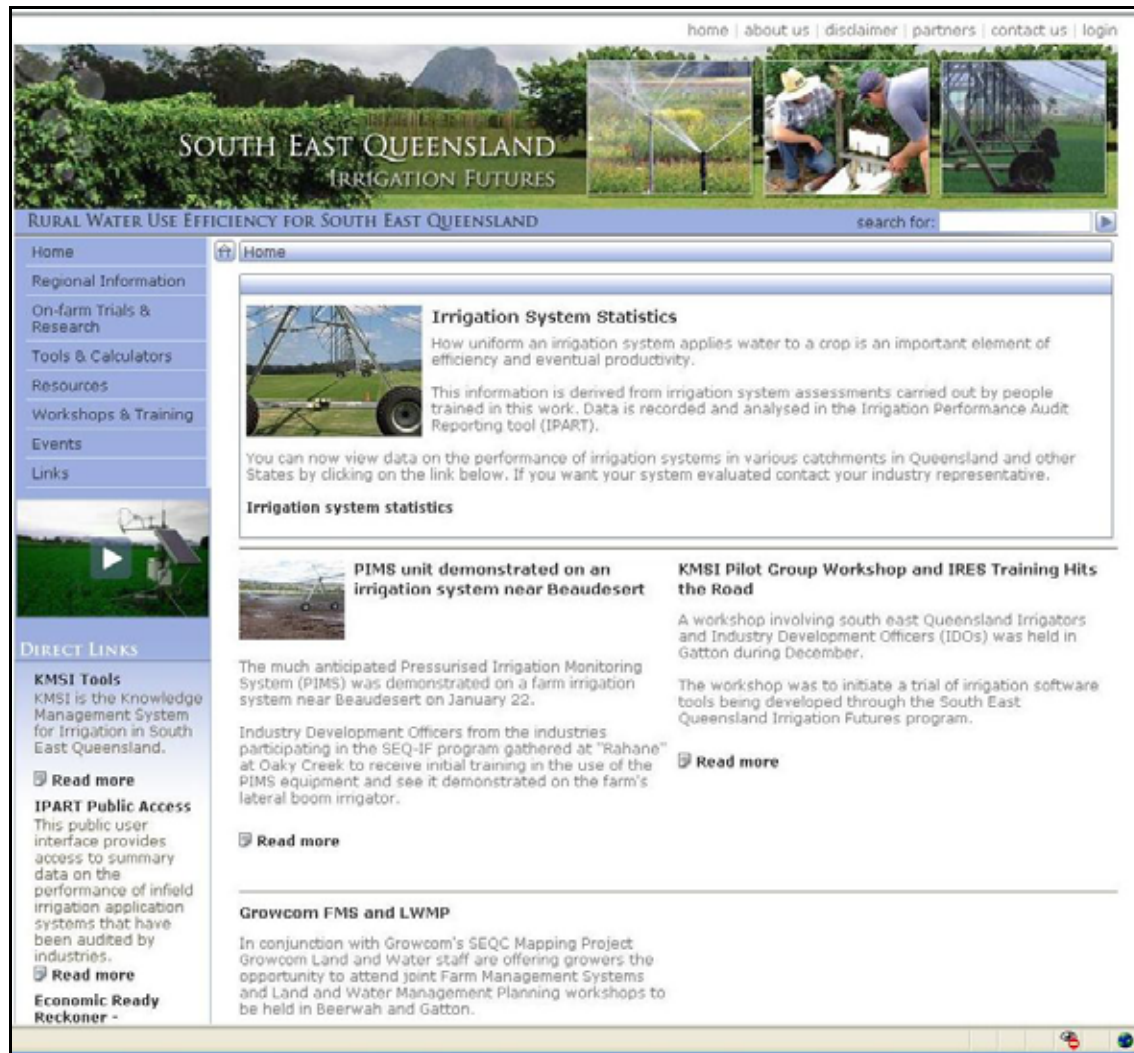 home | about us | disclaimer | partners | contact us | login
SOUTH EAST QUEENSLAND
IRRIGATION FUTURES
RURAL WATER USE EFFICIENCY FOR SOUTH EAST QUEENSLAND
search for:
Home
Regional Information
On-farm Trials &
Research
Tools & Calculators
Resources
Workshops & Training
Events
Links
DIRECT LINKS
KMSI Tools
KMSI is the Knowledge
Management System
for Irrigation in South
East Queensland.
Read more
IPART Public Access
This public user
interface provides
access to summary
data on the
performance of infield
irrigation application
systems that have
been audited by
industries.
Read more
Economic Ready
Reckoner -
Home
Irrigation System Statistics
How uniform an irrigation system applies water to a crop is an important element of
efficiency and eventual productivity.
This information is derived from irrigation system assessments carried out by people
trained in this work. Data is recorded and analysed in the Irrigation Performance Audit
Reporting tool (IPART).
You can now view data on the performance of irrigation systems in various catchments in Queensland and other
States by clicking on the link below. If you want your system evaluated contact your industry representative.
Irrigation system statistics
PIMS unit demonstrated on an
irrigation system near Beaudesert
The much anticipated Pressurised Irrigation Monitoring
System (PIMS) was demonstrated on a farm irrigation
system near Beaudesert on January 22.
Industry Development Officers from the industries
participating in the SEQ-IF program gathered at "Rahane"
at Oaky Creek to receive initial training in the use of the
PIMS equipment and see it demonstrated on the farm's
lateral boom irrigator.
Read more
KMSI Pilot Group Workshop and IRES Training Hits
the Road
A workshop involving south east Queensland Irrigators
and Industry Development Officers (IDOs) was held in
Gatton during December.
The workshop was to initiate a trial of irrigation software
tools being developed through the South East
Queensland Irrigation Futures program.
Read more
Growcom FMS and LWMP
In conjunction with Growcom's SEQC Mapping Project
Growcom Land and Water staff are offering growers the
opportunity to attend joint Farm Management Systems
and Land and Water Management Planning workshops to
be held in Beerwah and Gatton.